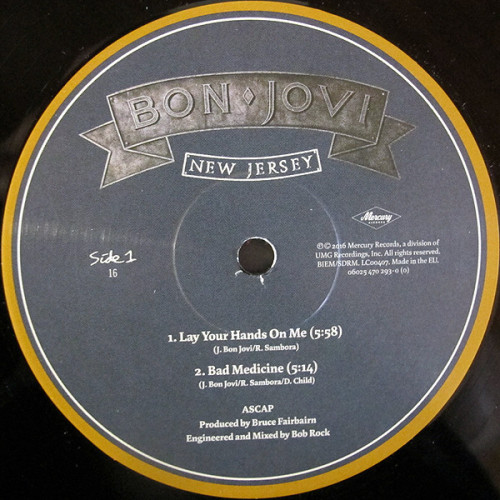 BON JOVI
NEW JERSEY
Side 1
16
Mercury
RECORDS
℗© 2016 Mercury Records, a division of
UMG Recordings, Inc. All rights reserved.
BIEM/SDRM. LC00407. Made in the EU.
06025 470 293-6 (0)
1. Lay Your Hands On Me (5:58)
(J. Bon Jovi/R. Sambora)
2. Bad Medicine (5:14)
(J. Bon Jovi/R. Sambora/D. Child)
ASCAP
Produced by Bruce Fairbairn
Engineered and Mixed by Bob Rock